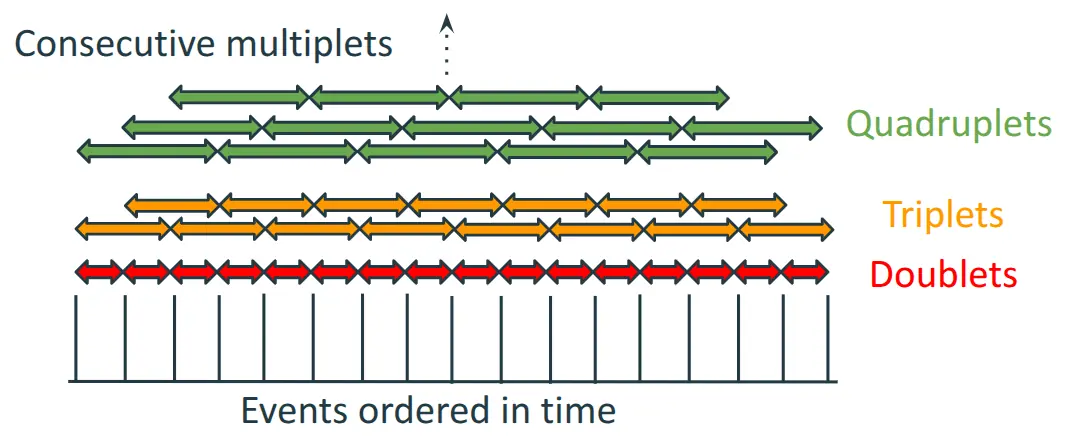 Consecutive multiplets
Quadruplets
Triplets
Doublets
Events ordered in time